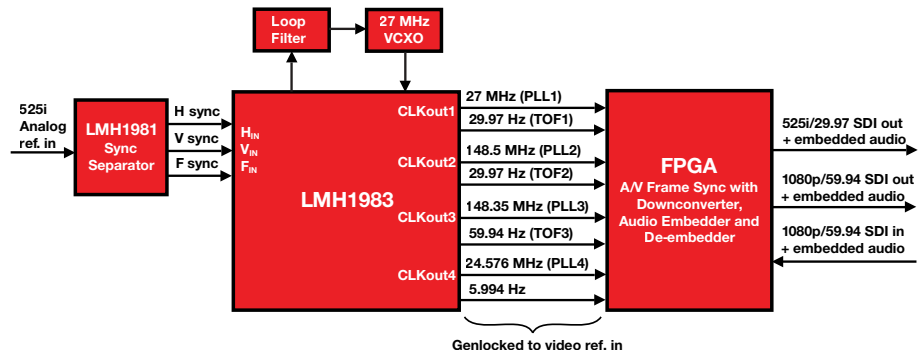 Loop
Filter
27 MHz
VCXO
525i
Analog
ref. in
LMH1981
Sync
Separator
H sync
V sync
F sync
HIN
VIN
FIN
LMH1983
CLKout1
CLKout2
CLKout3
CLKout4
27 MHz (PLL1)
29.97 Hz (TOF1)
148.5 MHz (PLL2)
29.97 Hz (TOF2)
148.35 MHz (PLL3)
59.94 Hz (TOF3)
24.576 MHz (PLL4)
5.994 Hz
FPGA
A/V Frame Sync with
Downconverter,
Audio Embedder and
De-embedder
525i/29.97 SDI out
+ embedded audio
1080p/59.94 SDI out
+ embedded audio
1080p/59.94 SDI in
+ embedded audio
Genlocked to video ref. in